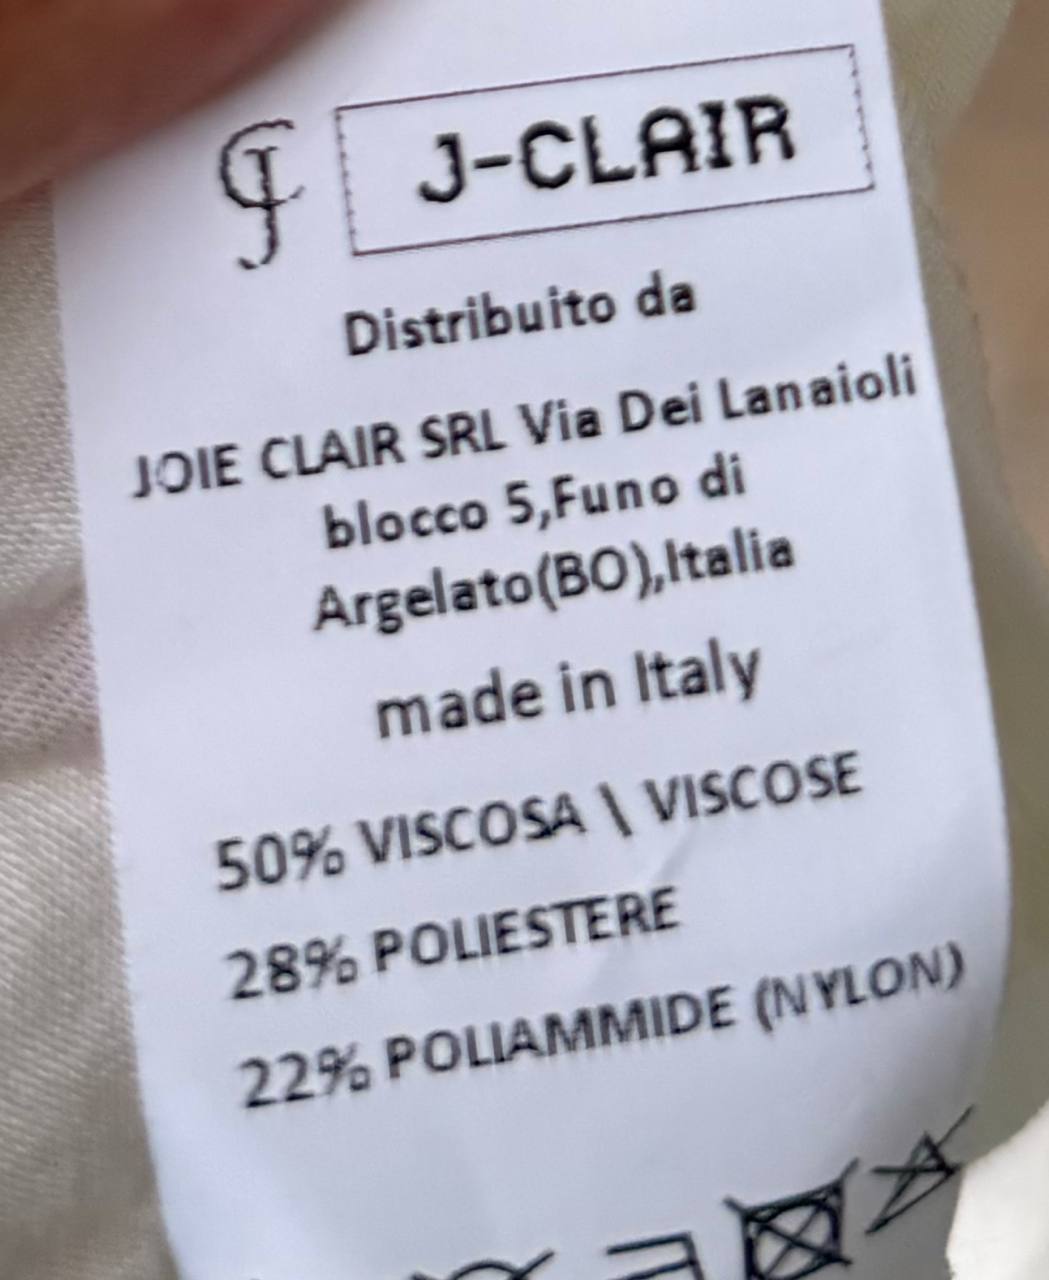 J-CLAIR
Distribuito da
JOIE CLAIR SRL Via Dei Lanaioli
blocco 5,Funo di
Argelato(BO),Italia
made in Italy
50% VISCOSA \ VISCOSE
28% POLIESTERE
22% POLIAMMIDE (NYLON)